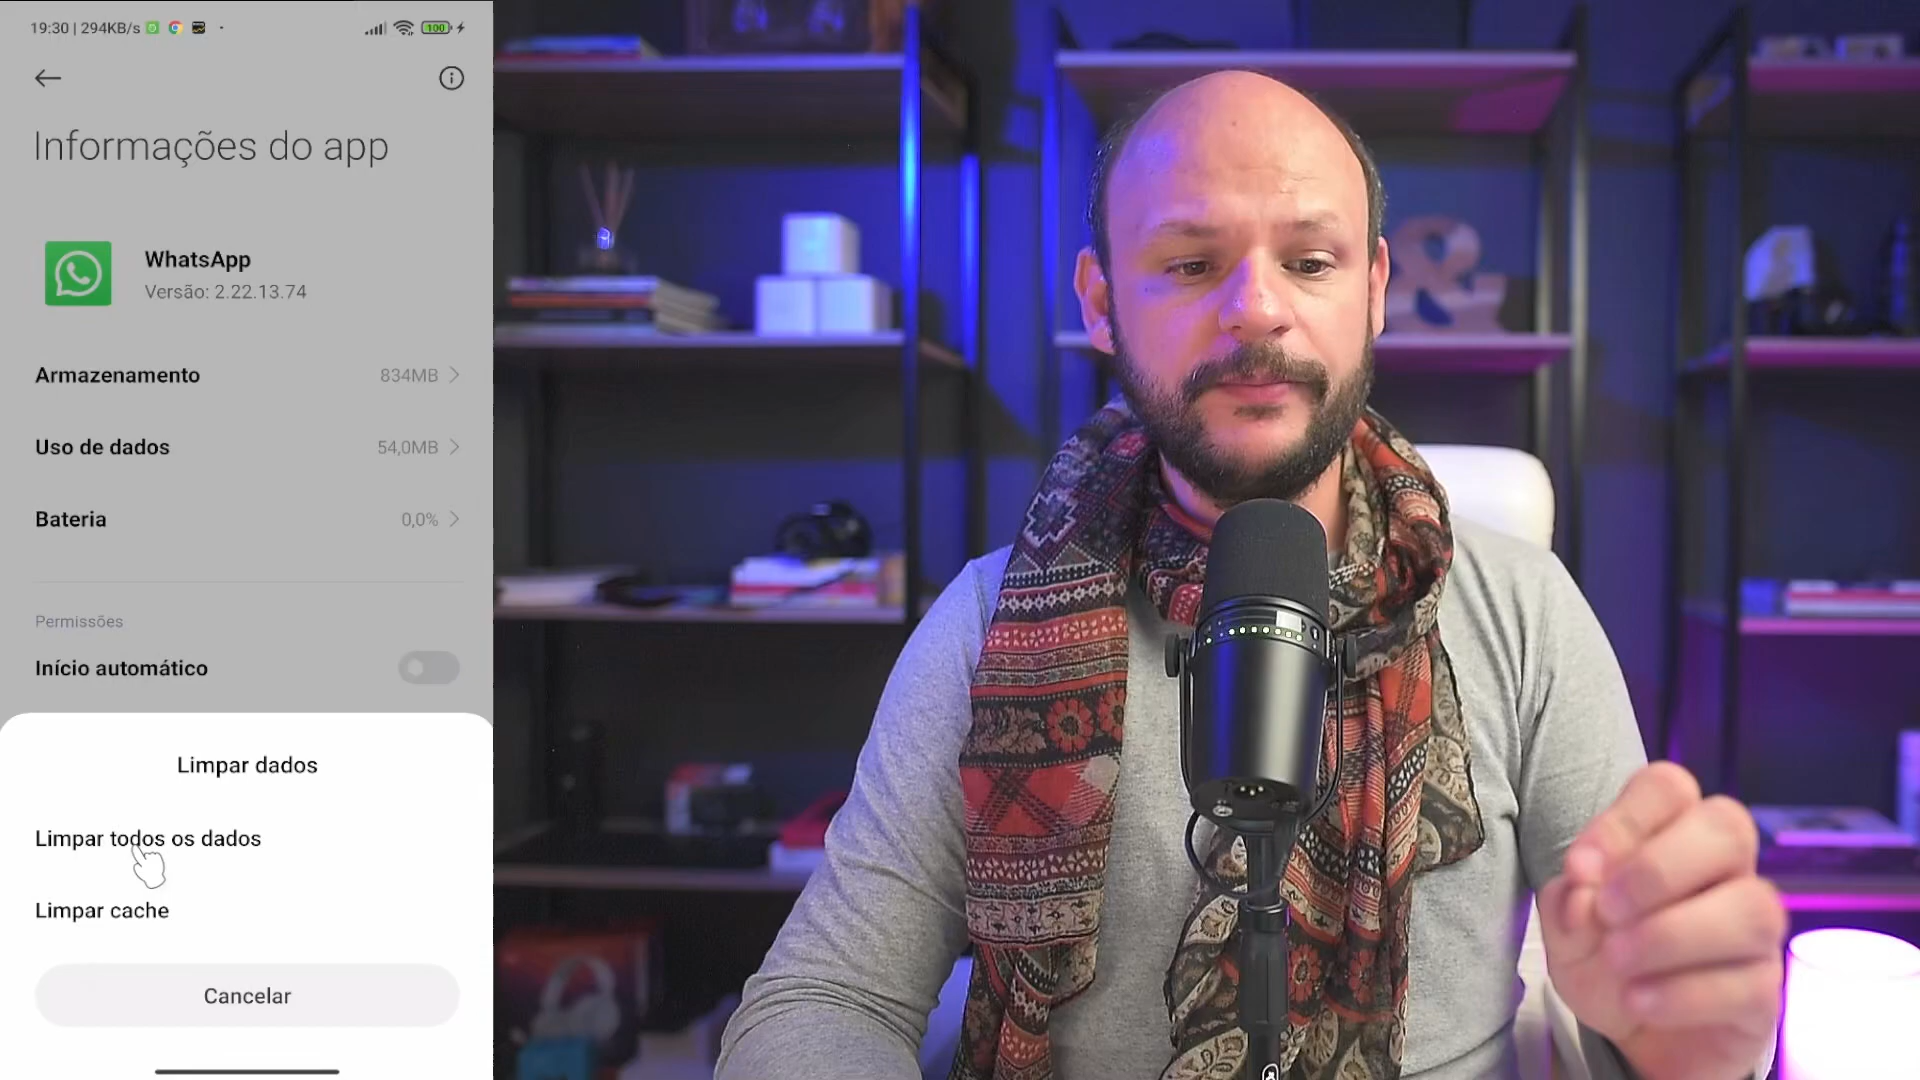 19:30 | 294KB/s
100
Informações do app
WhatsApp
Versão: 2.22.13.74
Armazenamento
834MB
Uso de dados
54,0MB
Bateria
0,0%
Permissões
Início automático
Limpar dados
Limpar todos os dados
Limpar cache
Cancelar
&